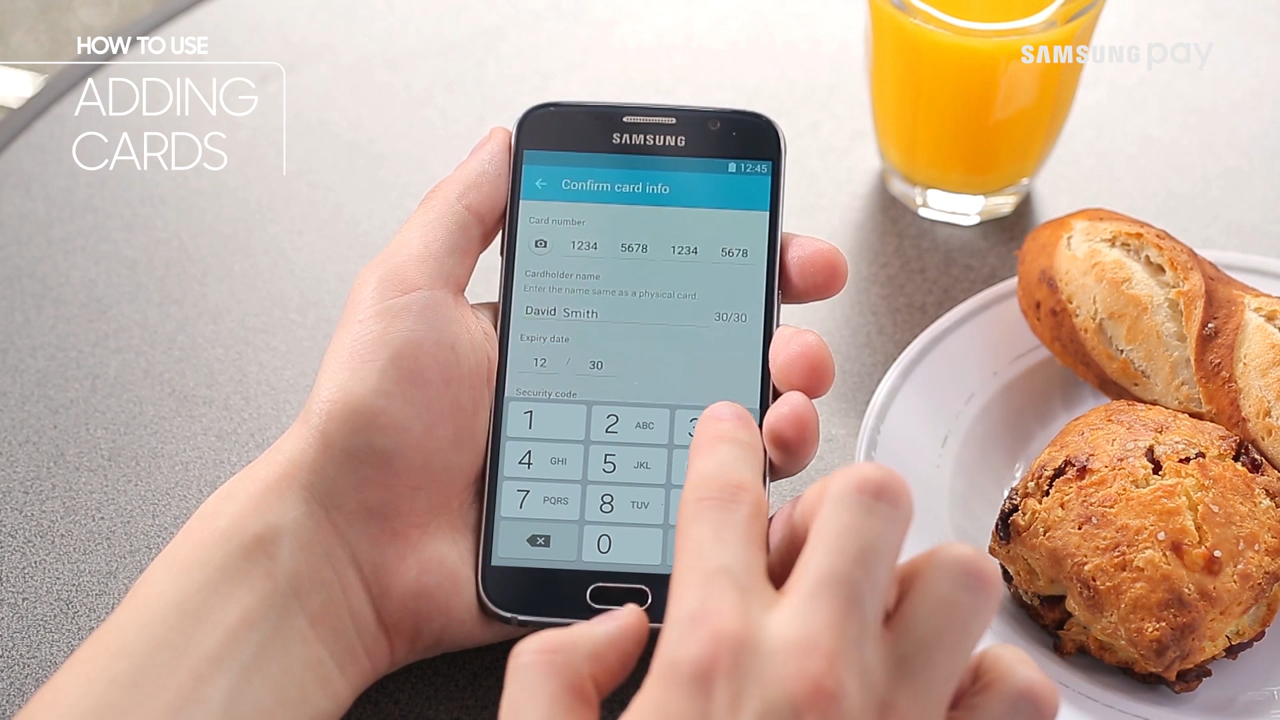 HOW TO USE
ADDING
CARDS
SAMSUNG pay
SAMSUNG
12:45
Confirm card info
Card number
1234 5678 1234 5678
Cardholder name
Enter the name same as a physical card.
David Smith 30/30
Expiry date
12 / 30
Security code
1 2 ABC 3
4 GHI 5 JKL
7 PQRS 8 TUV
0